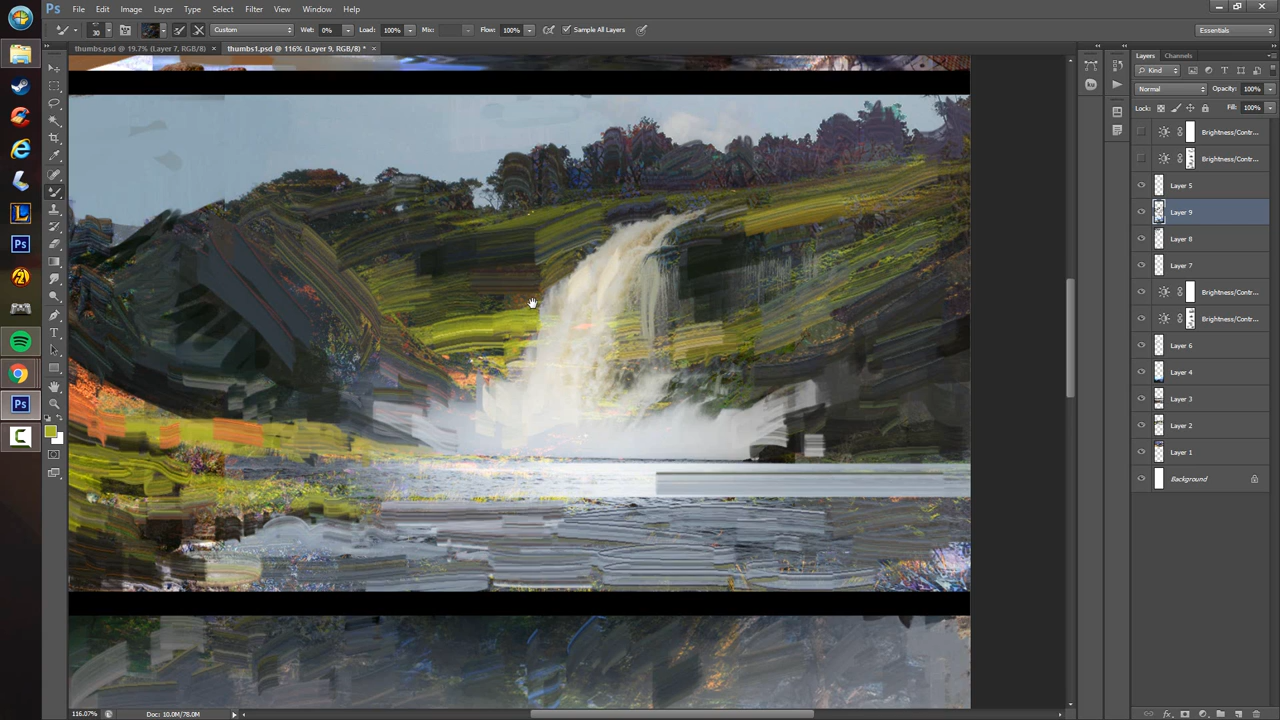 Ps File Edit Image Layer Type Select Filter View Window Help
30 Custom Wet: 0% Load: 100% Mix: Flow: 100% Sample All Layers Essentials
thumbs.psd @ 19.7% (Layer 7, RGB/8) × thumbs1.psd @ 116% (Layer 9, RGB/8) * ×
Layers Channels
Kind
Normal Opacity: 100%
Lock: Fill: 100%
Brightness/Contr...
Brightness/Contr...
Layer 5
Layer 9
Layer 8
Layer 7
Brightness/Contr...
Brightness/Contr...
Layer 6
Layer 4
Layer 3
Layer 2
Layer 1
Background
Ps
Ps
116.07% Doc: 10.0M/78.0M